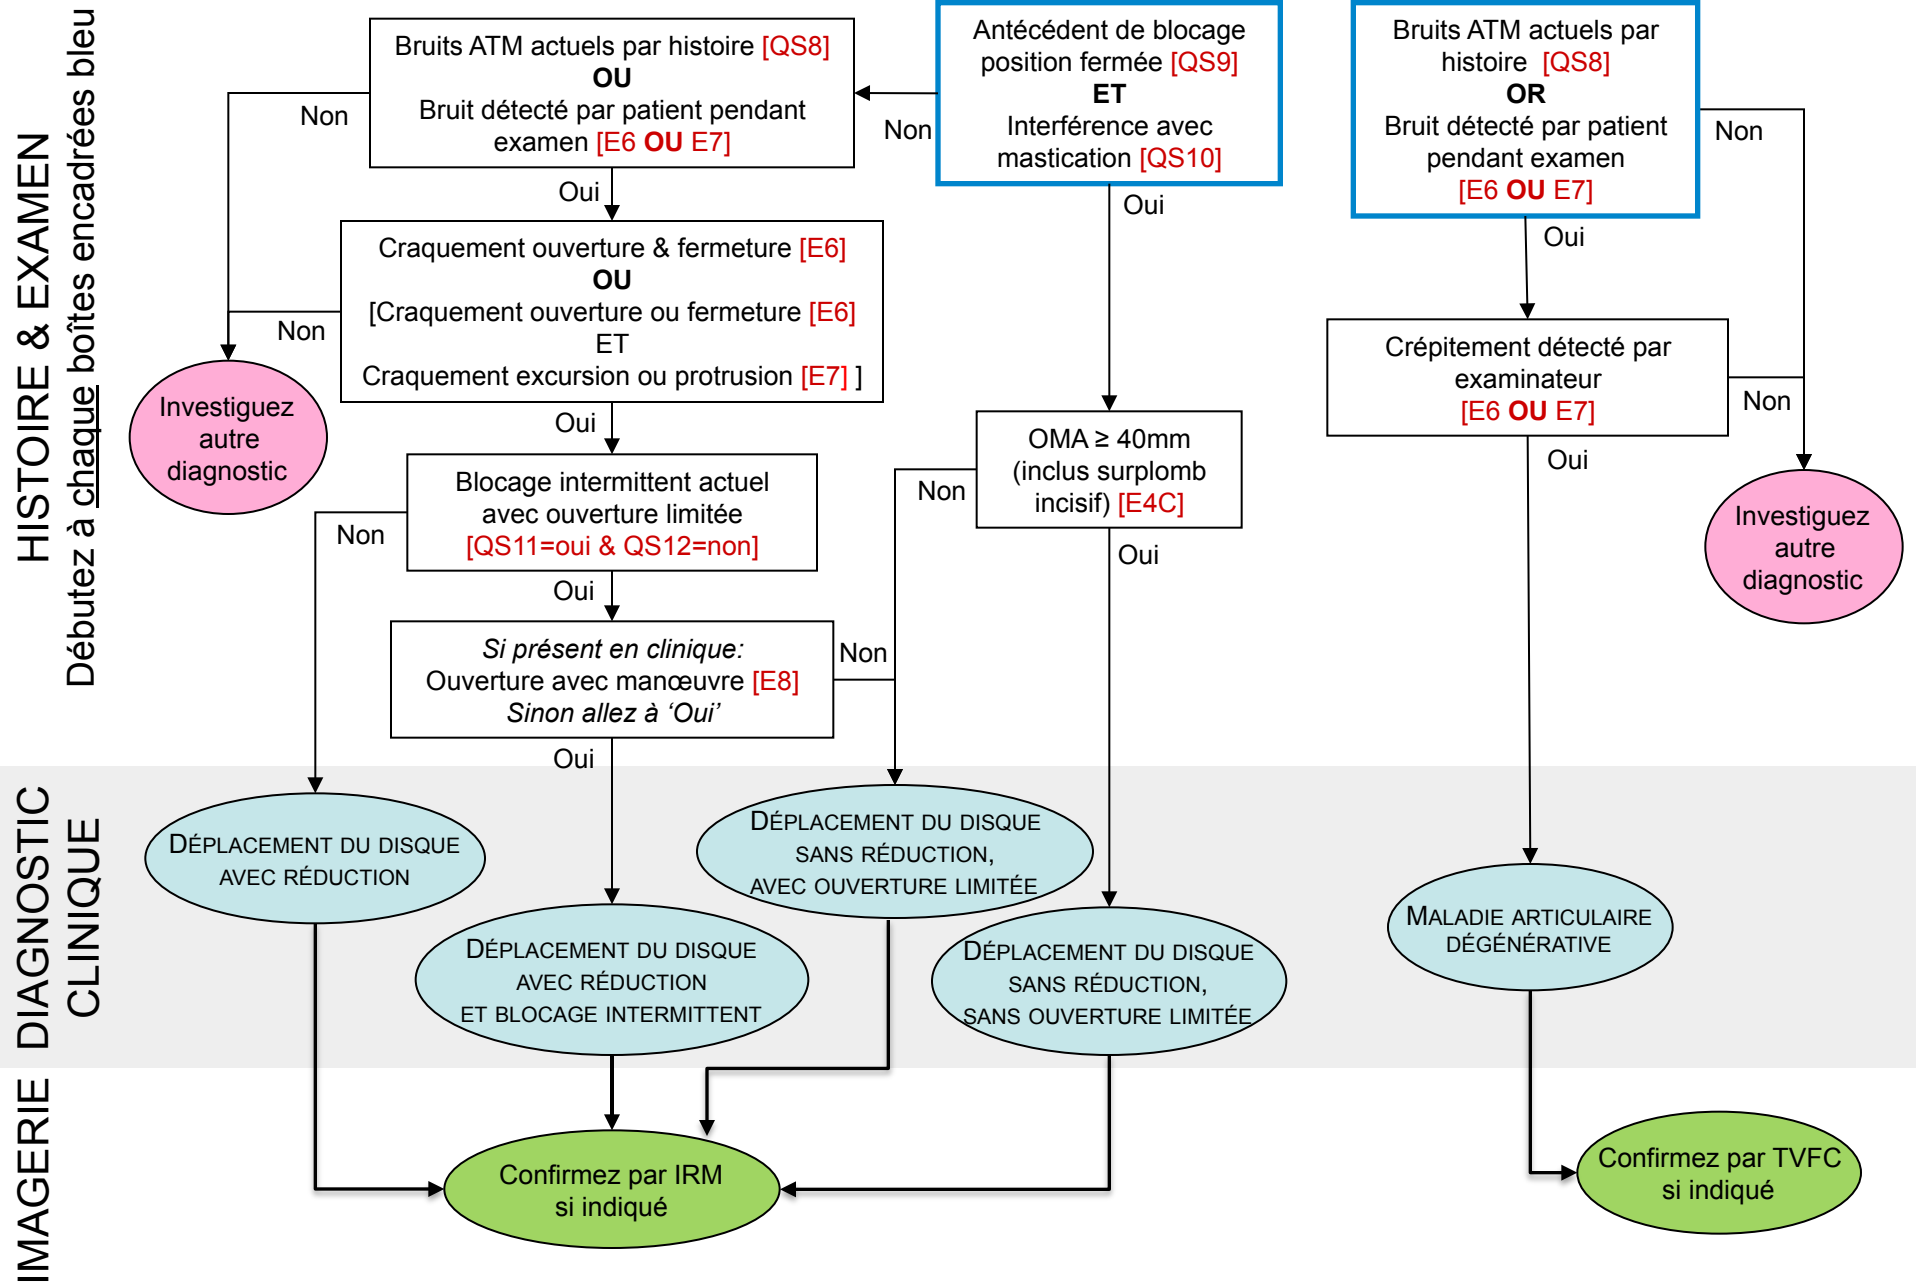 HISTOIRE & EXAMEN
Débutez à chaque boîtes encadrées bleu
Bruits ATM actuels par histoire [QS8]
OU
Bruit détecté par patient pendant
examen [E6 OU E7]
Non
Oui
Antécédent de blocage
position fermée [QS9]
ET
Interférence avec
mastication [QS10]
Non
Oui
Bruits ATM actuels par
histoire [QS8]
OR
Bruit détecté par patient
pendant examen
[E6 OU E7]
Non
Oui
Craquement ouverture & fermeture [E6]
OU
[Craquement ouverture ou fermeture [E6]
ET
Craquement excursion ou protrusion [E7] ]
Non
Oui
Investiguez
autre
diagnostic
Crépitement détecté par
examinateur
[E6 OU E7]
Non
Oui
OMA ≥ 40mm
(inclus surplomb
incisif) [E4C]
Non
Oui
Blocage intermittent actuel
avec ouverture limitée
[QS11=oui & QS12=non]
Non
Oui
Investiguez
autre
diagnostic
Si présent en clinique:
Ouverture avec manœuvre [E8]
Sinon allez à ‘Oui’
Non
Oui
DIAGNOSTIC
CLINIQUE
DÉPLACEMENT DU DISQUE
AVEC RÉDUCTION
DÉPLACEMENT DU DISQUE
AVEC RÉDUCTION
ET BLOCAGE INTERMITTENT
DÉPLACEMENT DU DISQUE
SANS RÉDUCTION,
AVEC OUVERTURE LIMITÉE
DÉPLACEMENT DU DISQUE
SANS RÉDUCTION,
SANS OUVERTURE LIMITÉE
MALADIE ARTICULAIRE
DÉGÉNÉRATIVE
IMAGERIE
Confirmez par IRM
si indiqué
Confirmez par TVFC
si indiqué